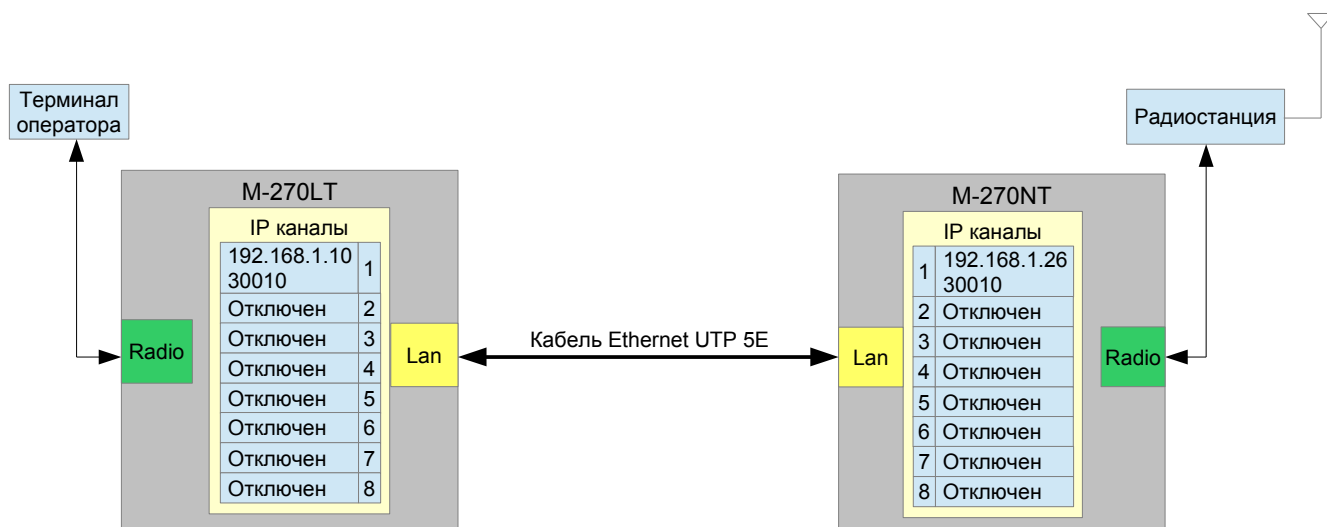 Терминал
оператора
Радиостанция
M-270LT
IP каналы
192.168.1.10
30010 1
Отключен 2
Отключен 3
Отключен 4
Отключен 5
Отключен 6
Отключен 7
Отключен 8
Radio
Lan
Кабель Ethernet UTP 5E
M-270NT
IP каналы
1 192.168.1.26
30010
2 Отключен
3 Отключен
4 Отключен
5 Отключен
6 Отключен
7 Отключен
8 Отключен
Lan
Radio